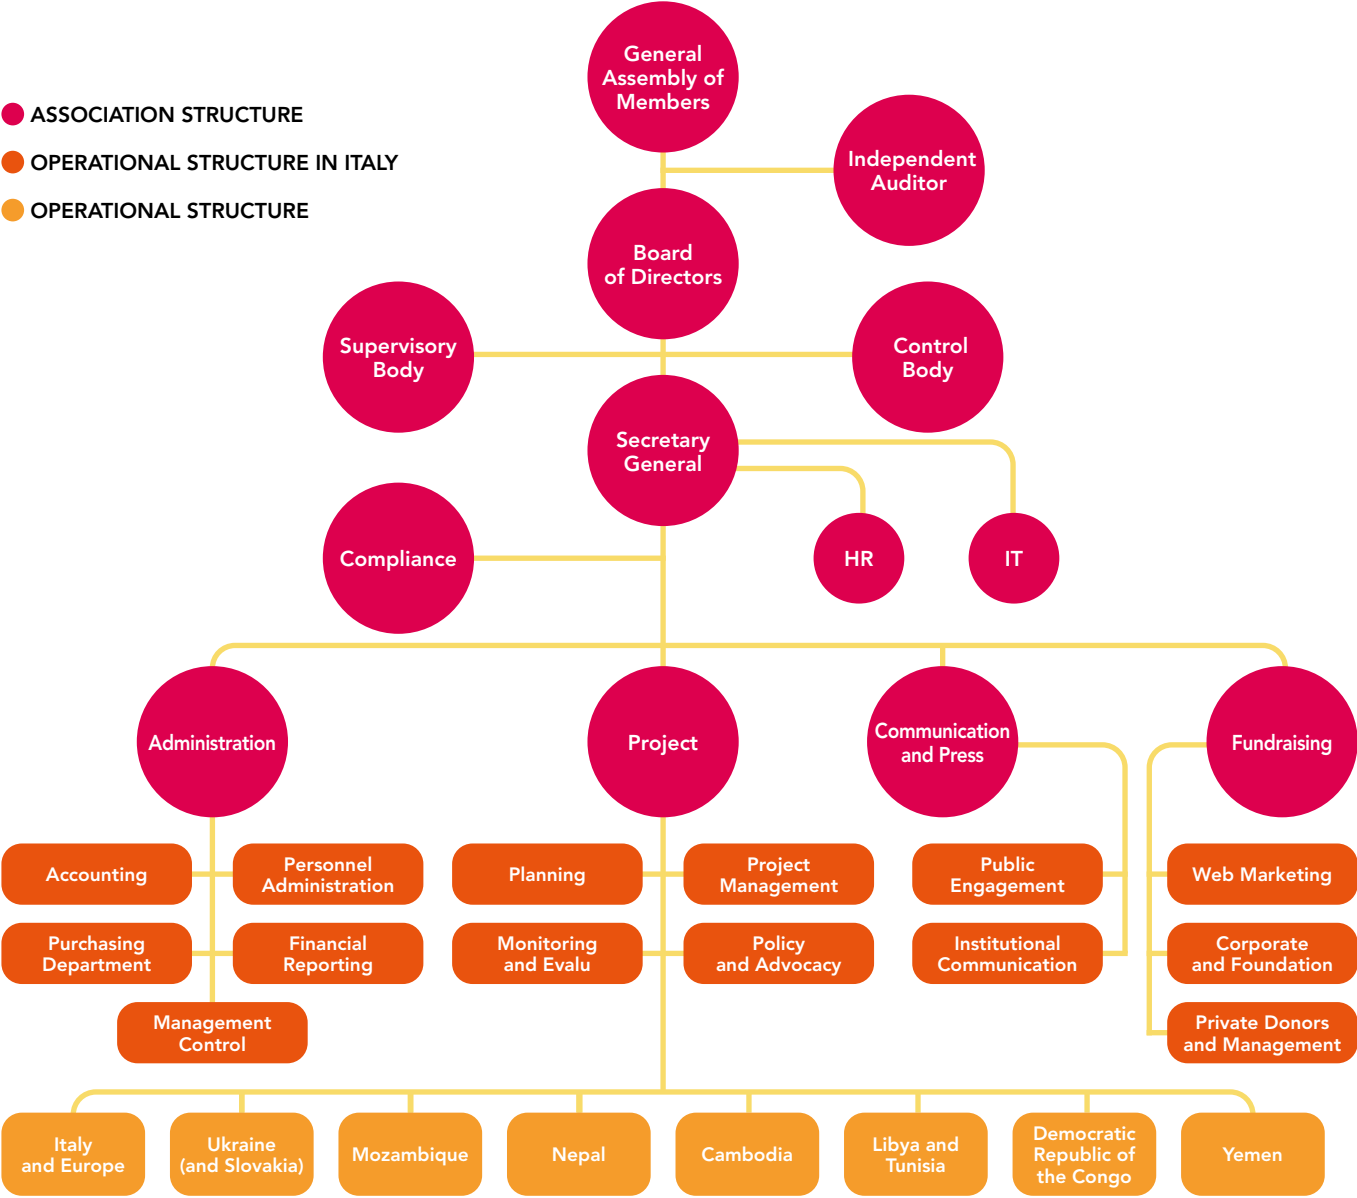 General
Assembly of
Members
ASSOCIATION STRUCTURE
OPERATIONAL STRUCTURE IN ITALY
OPERATIONAL STRUCTURE
Independent
Auditor
Board
of Directors
Supervisory
Body
Control
Body
Secretary
General
Compliance
HR
IT
Administration
Project
Communication
and Press
Fundraising
Accounting
Personnel
Administration
Planning
Project
Management
Public
Engagement
Web Marketing
Purchasing
Department
Financial
Reporting
Monitoring
and Evalu
Policy
and Advocacy
Institutional
Communication
Corporate
and Foundation
Management
Control
Private Donors
and Management
Italy
and Europe
Ukraine
(and Slovakia)
Mozambique
Nepal
Cambodia
Libya and
Tunisia
Democratic
Republic of
the Congo
Yemen